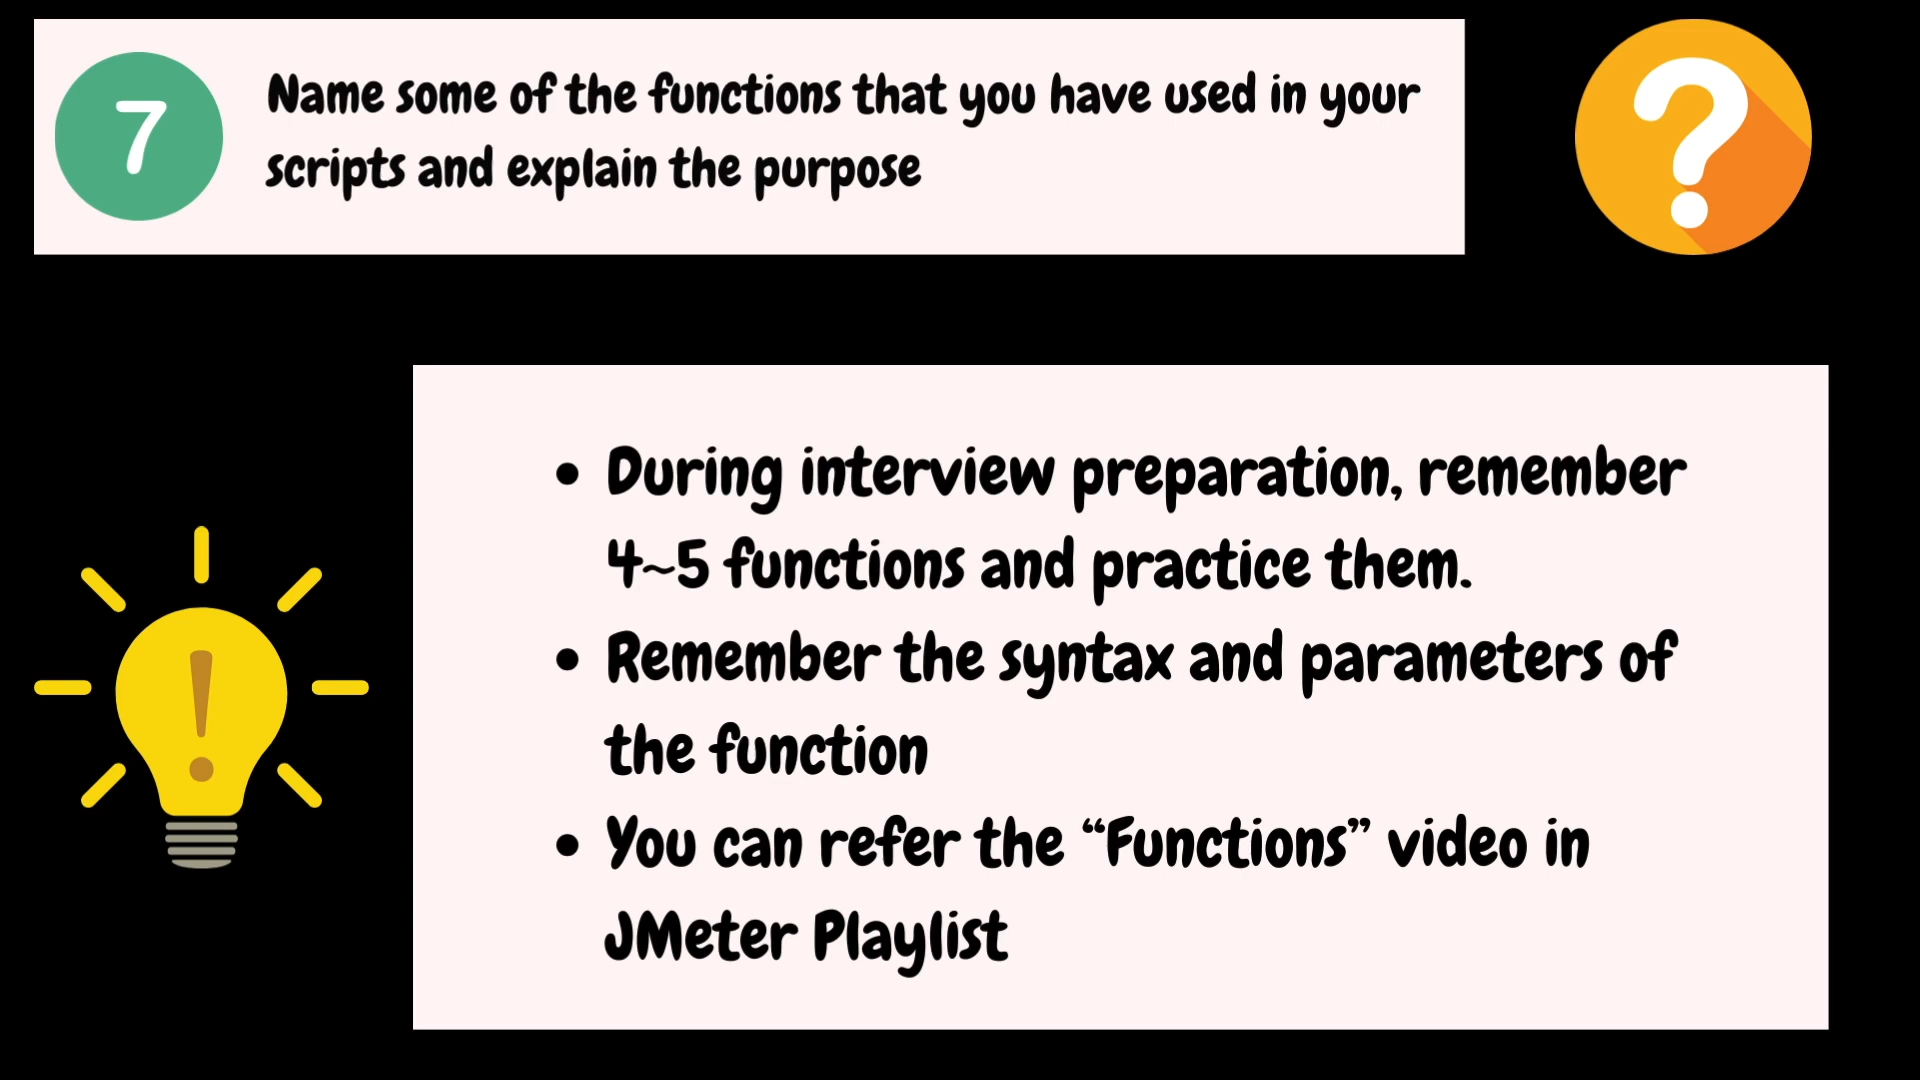 7
Name some of the functions that you have used in your
scripts and explain the purpose
?
!
• During interview preparation, remember
4~5 functions and practice them.
• Remember the syntax and parameters of
the function
• You can refer the “Functions” video in
JMeter Playlist